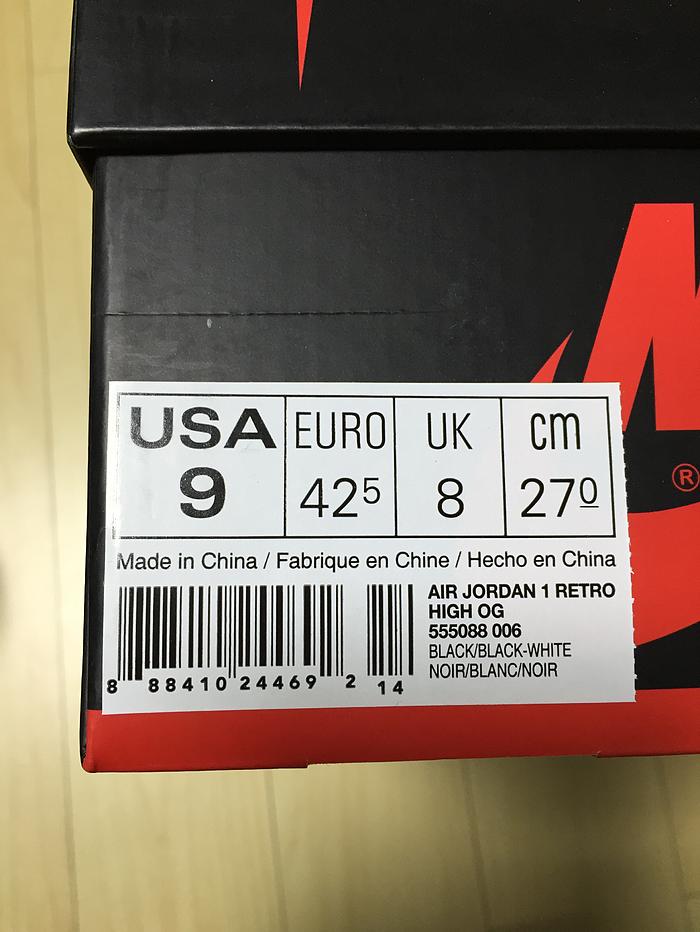 USA EURO UK cm
9 42 5 8 27 0
Made in China / Fabrique en Chine / Hecho en China
AIR JORDAN 1 RETRO
HIGH OG
555088 006
BLACK/BLACK-WHITE
NOIR/BLANC/NOIR
8 88410 24469 2 14
®